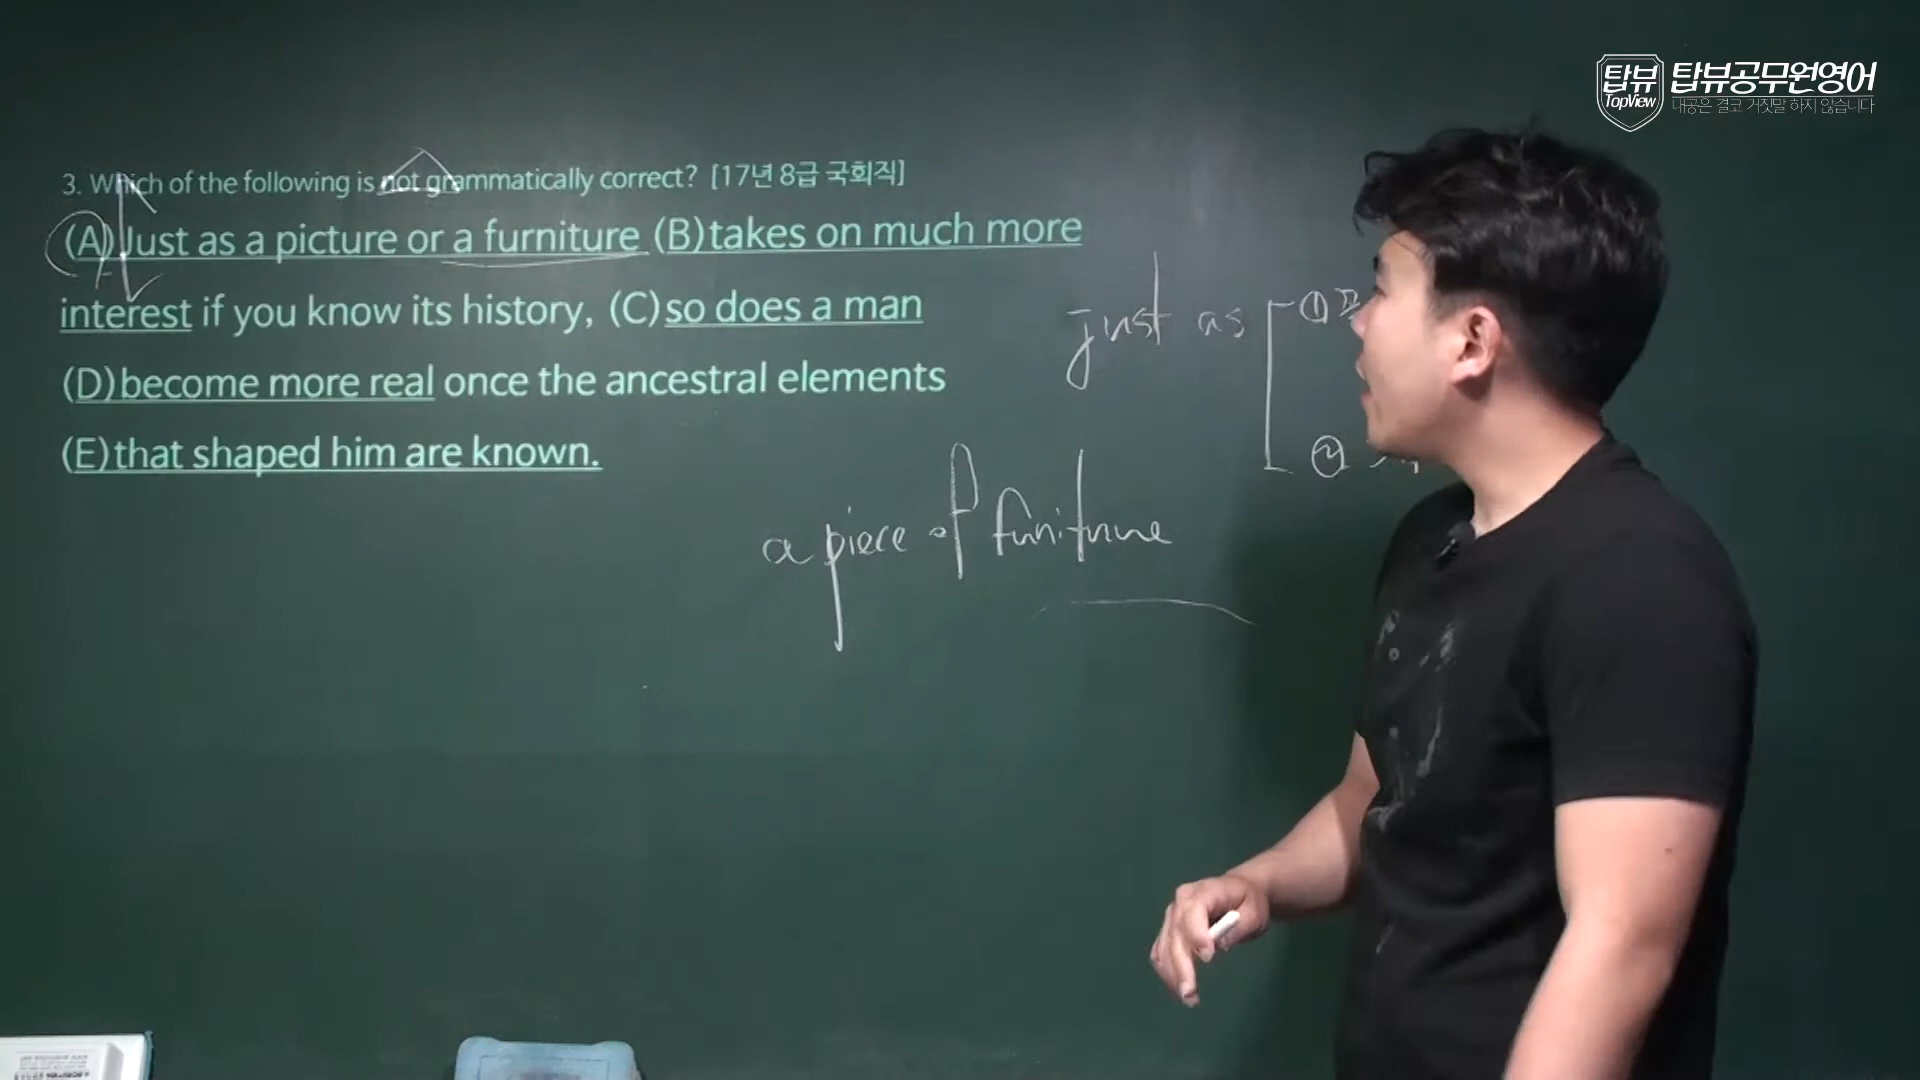 탑뷰
TopView
탑뷰공무원영어
내공은 결코 거짓말 하지 않습니다
3. Which of the following is not grammatically correct? [17년 8급 국회직]
(A)Just as a picture or a furniture (B)takes on much more
interest if you know its history, (C)so does a man
(D)become more real once the ancestral elements
(E)that shaped him are known.
just as ①
②
a piece of furniture